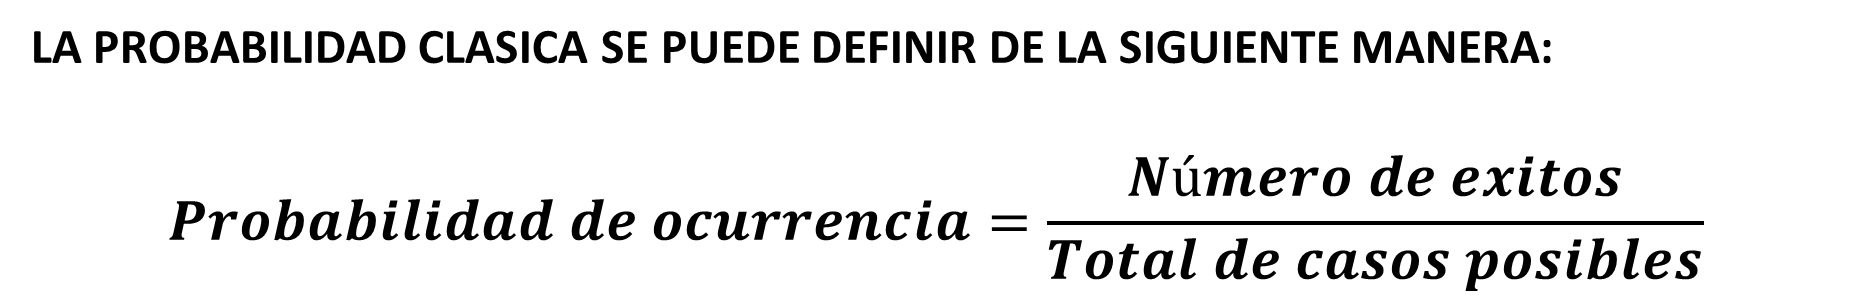 LA PROBABILIDAD CLASICA SE PUEDE DEFINIR DE LA SIGUIENTE MANERA:
Probabilidad de ocurrencia = Número de exitos / Total de casos posibles